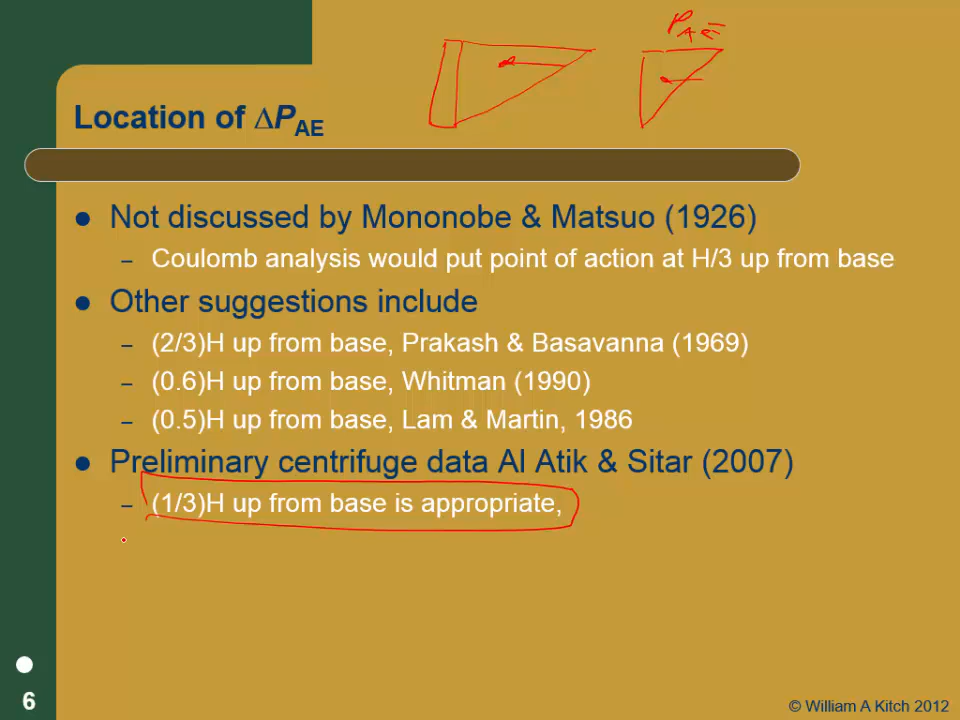 P_AE
Location of ΔP_AE
● Not discussed by Mononobe & Matsuo (1926)
– Coulomb analysis would put point of action at H/3 up from base
● Other suggestions include
– (2/3)H up from base, Prakash & Basavanna (1969)
– (0.6)H up from base, Whitman (1990)
– (0.5)H up from base, Lam & Martin, 1986
● Preliminary centrifuge data Al Atik & Sitar (2007)
– (1/3)H up from base is appropriate,
6
© William A Kitch 2012